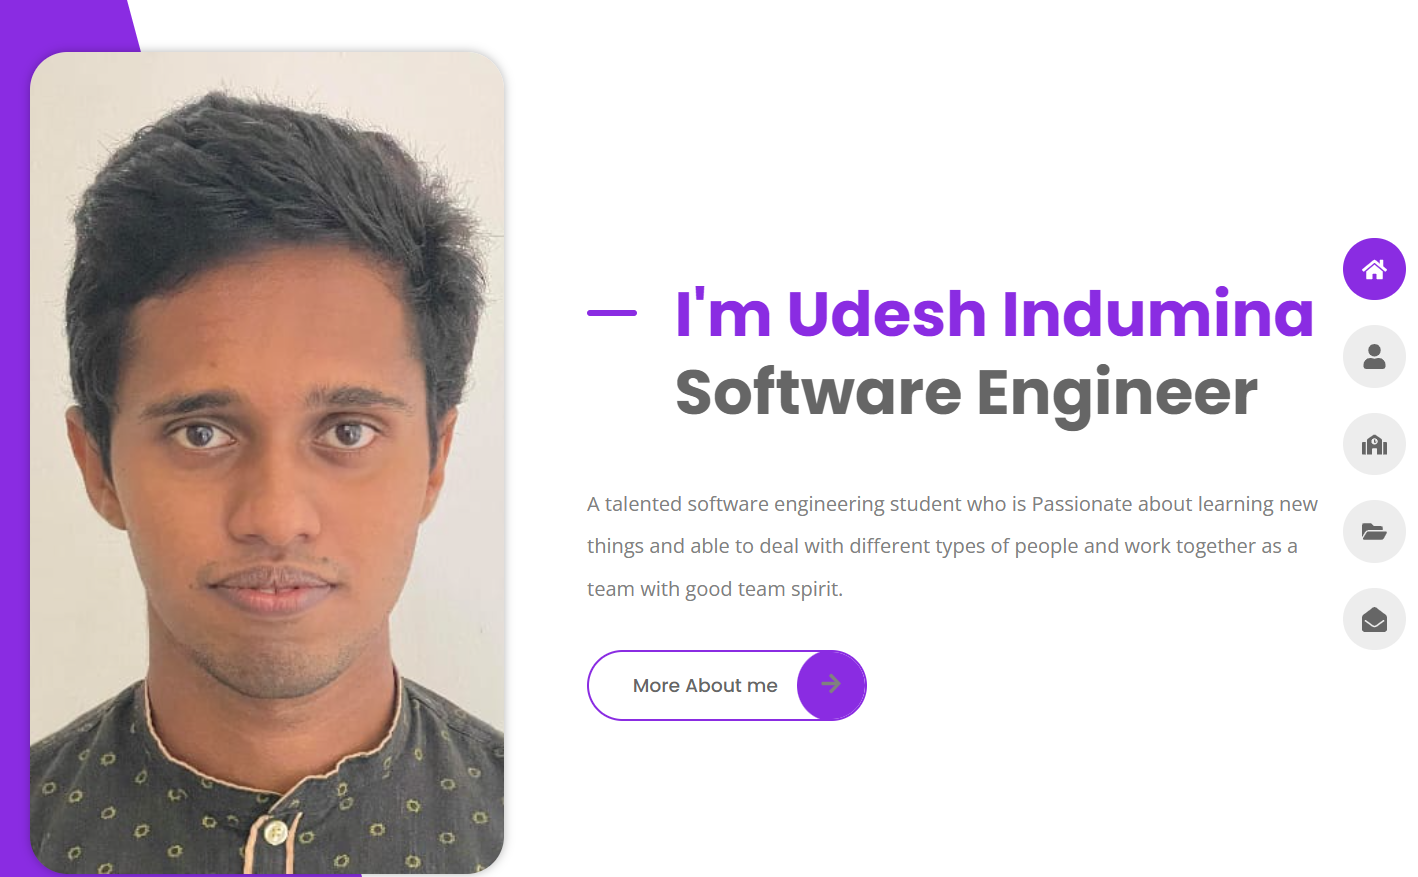 I'm Udesh Indumina
Software Engineer
A talented software engineering student who is Passionate about learning new
things and able to deal with different types of people and work together as a
team with good team spirit.
More About me